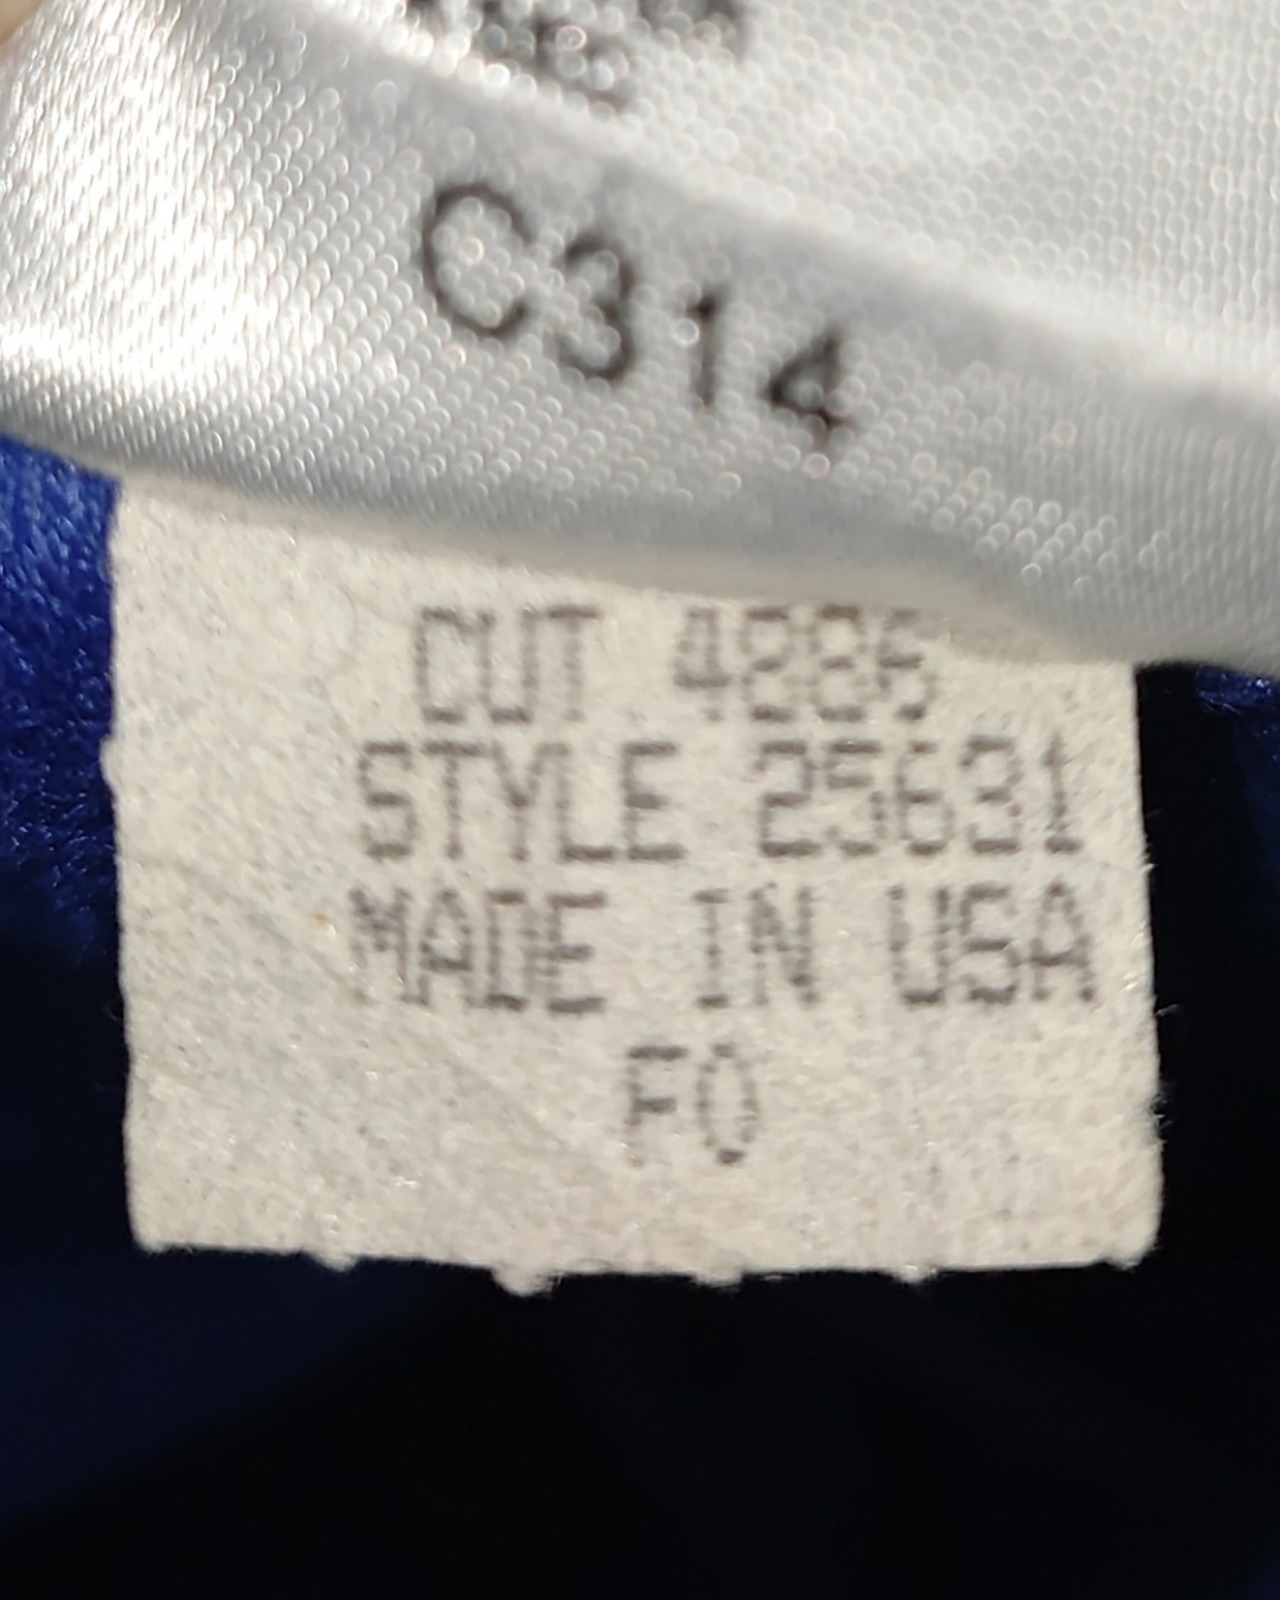 C314
CUT 4886
STYLE 25631
MADE IN USA
FO